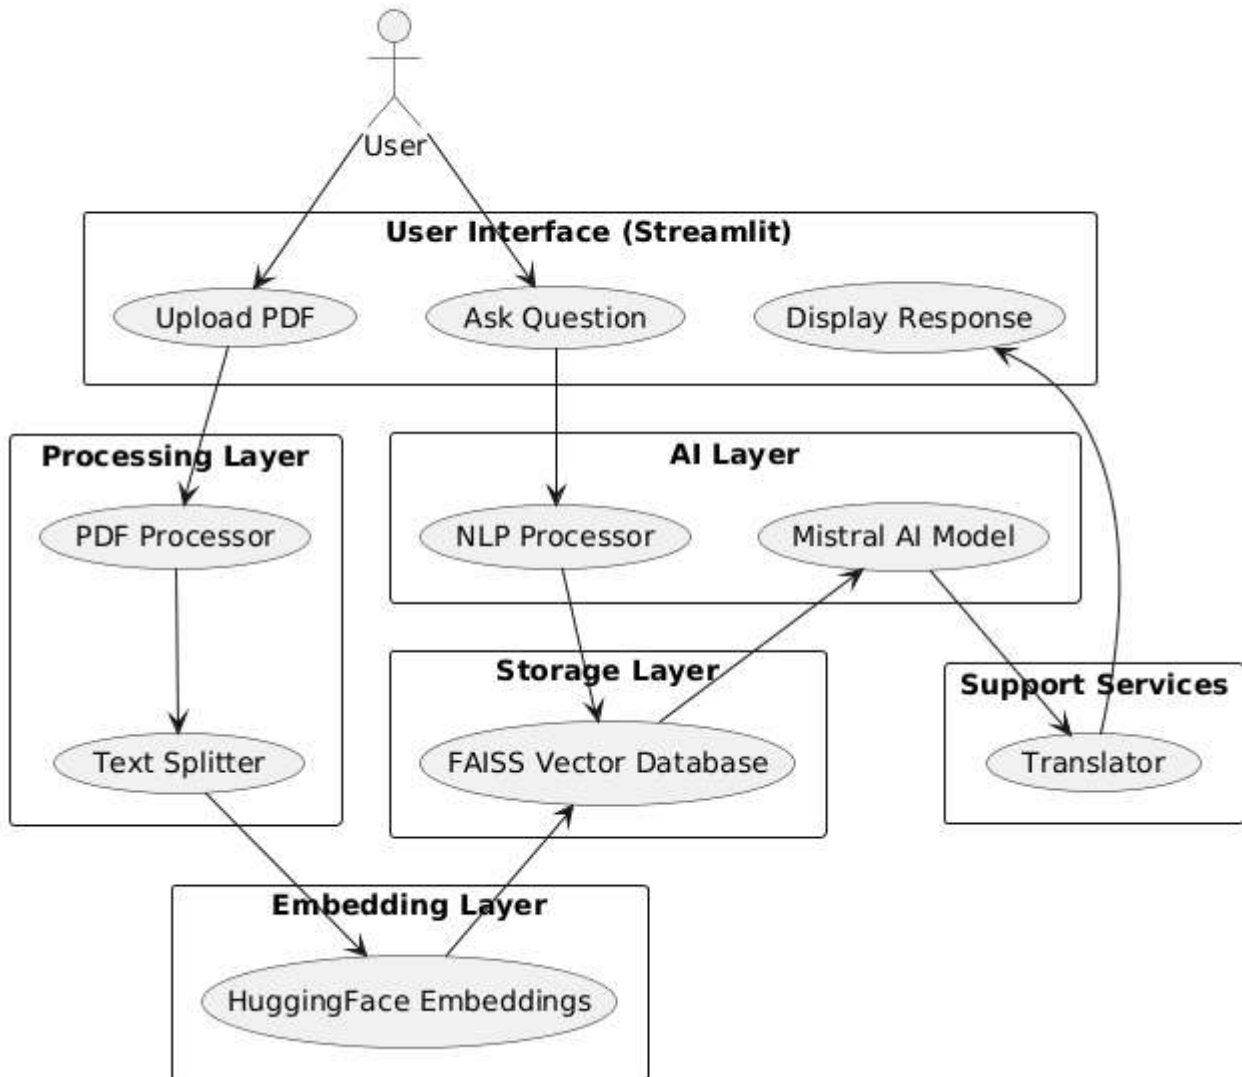 User
User Interface (Streamlit)
Upload PDF
Ask Question
Display Response
Processing Layer
AI Layer
PDF Processor
NLP Processor
Mistral AI Model
Storage Layer
Support Services
Text Splitter
FAISS Vector Database
Translator
Embedding Layer
HuggingFace Embeddings